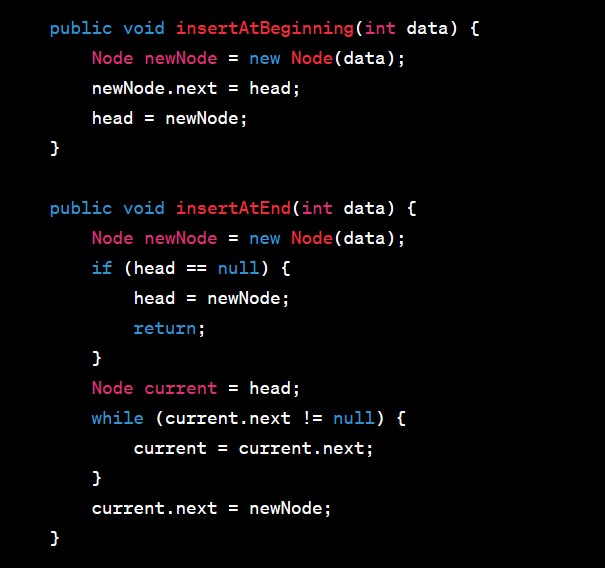 public void insertAtBeginning(int data) {
    Node newNode = new Node(data);
    newNode.next = head;
    head = newNode;
}

public void insertAtEnd(int data) {
    Node newNode = new Node(data);
    if (head == null) {
        head = newNode;
        return;
    }
    Node current = head;
    while (current.next != null) {
        current = current.next;
    }
    current.next = newNode;
}